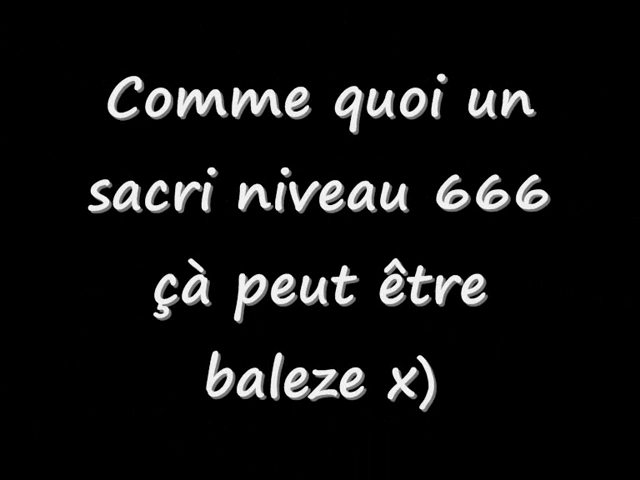 Comme quoi un
sacri niveau 666
çà peut être
baleze x)